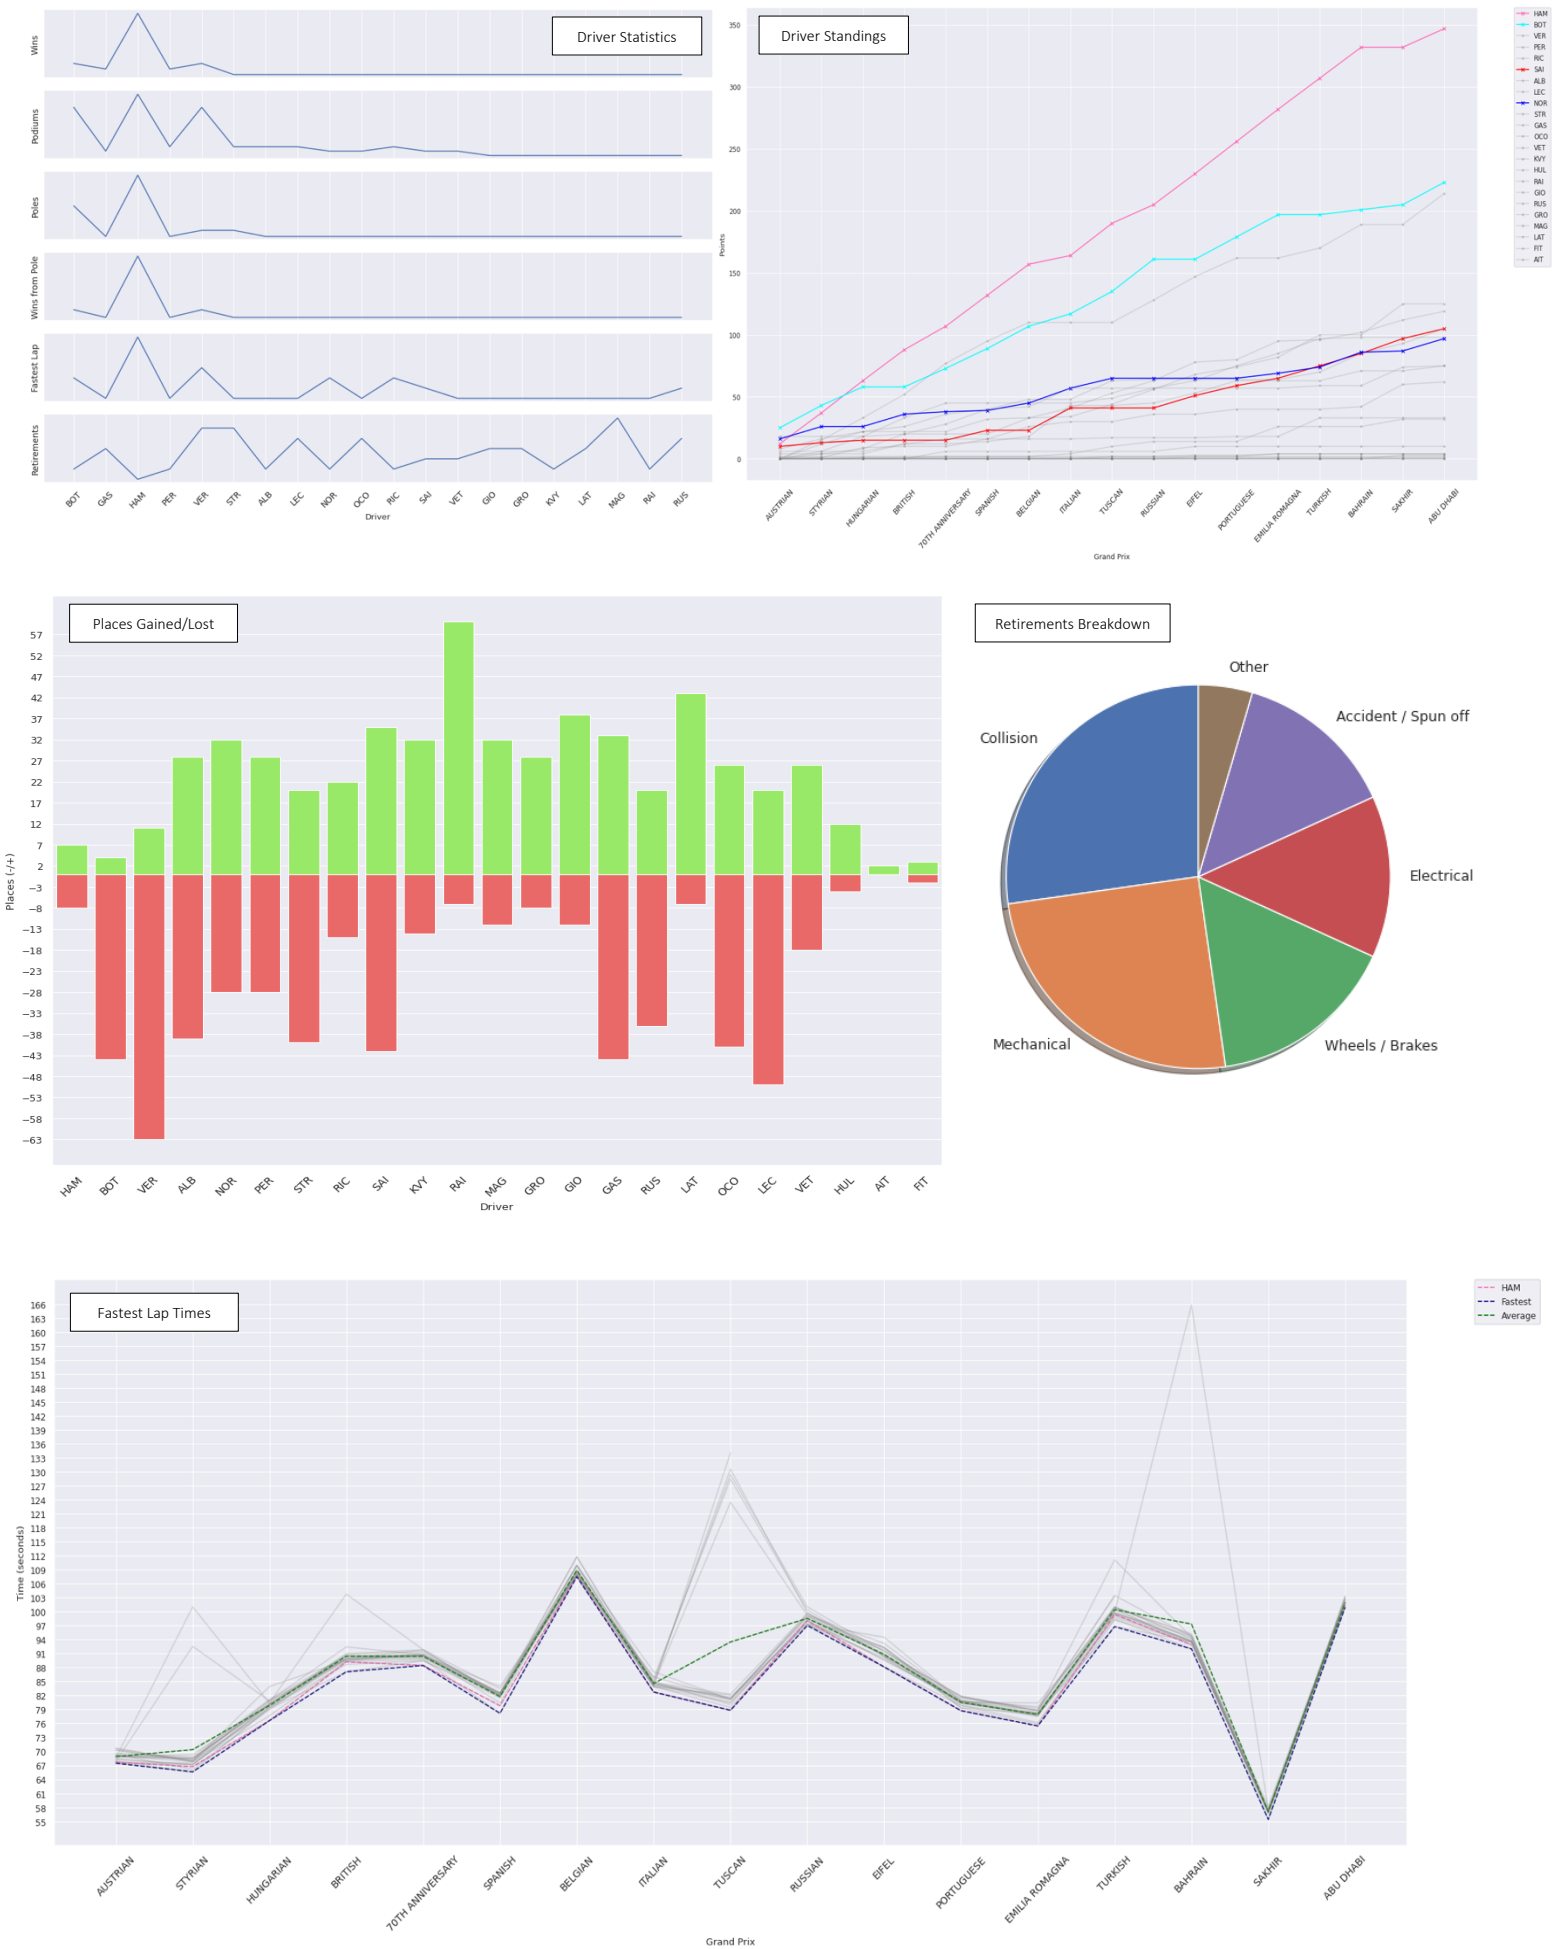 Driver Statistics
Wins
Podiums
Poles
Wins from Pole
Fastest Lap
Retirements
BOT GAS HAM PER VER STR ALB LEC NOR OCO RIC SAI VET GIO GRO KVY LAT MAG RAI RUS
Driver
Driver Standings
350
300
250
200
150
100
50
0
Points
AUSTRIAN STYRIAN HUNGARIAN BRITISH 70TH ANNIVERSARY SPANISH BELGIAN ITALIAN TUSCAN RUSSIAN EIFEL PORTUGUESE EMILIA ROMAGNA TURKISH BAHRAIN SAKHIR ABU DHABI
Grand Prix
HAM
BOT
VER
PER
RIC
SAI
ALB
LEC
NOR
STR
GAS
OCO
VET
KVY
HUL
RAI
GIO
RUS
GRO
MAG
LAT
FIT
AIT
Places Gained/Lost
57
52
47
42
37
32
27
22
17
12
7
2
−3
−8
−13
−18
−23
−28
−33
−38
−43
−48
−53
−58
−63
Places (-/+)
HAM BOT VER ALB NOR PER STR RIC SAI KVY RAI MAG GRO GIO GAS RUS LAT OCO LEC VET HUL AIT FIT
Driver
Retirements Breakdown
Other
Accident / Spun off
Collision
Electrical
Mechanical
Wheels / Brakes
Fastest Lap Times
166
163
160
157
154
151
148
145
142
139
136
133
130
127
124
121
118
115
112
109
106
103
100
97
94
91
88
85
82
79
76
73
70
67
64
61
58
55
Time (seconds)
AUSTRIAN STYRIAN HUNGARIAN BRITISH 70TH ANNIVERSARY SPANISH BELGIAN ITALIAN TUSCAN RUSSIAN EIFEL PORTUGUESE EMILIA ROMAGNA TURKISH BAHRAIN SAKHIR ABU DHABI
Grand Prix
HAM
Fastest
Average